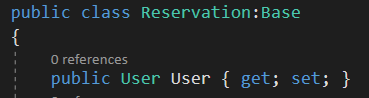 public class Reservation:Base
{
0 references
public User User { get; set; }